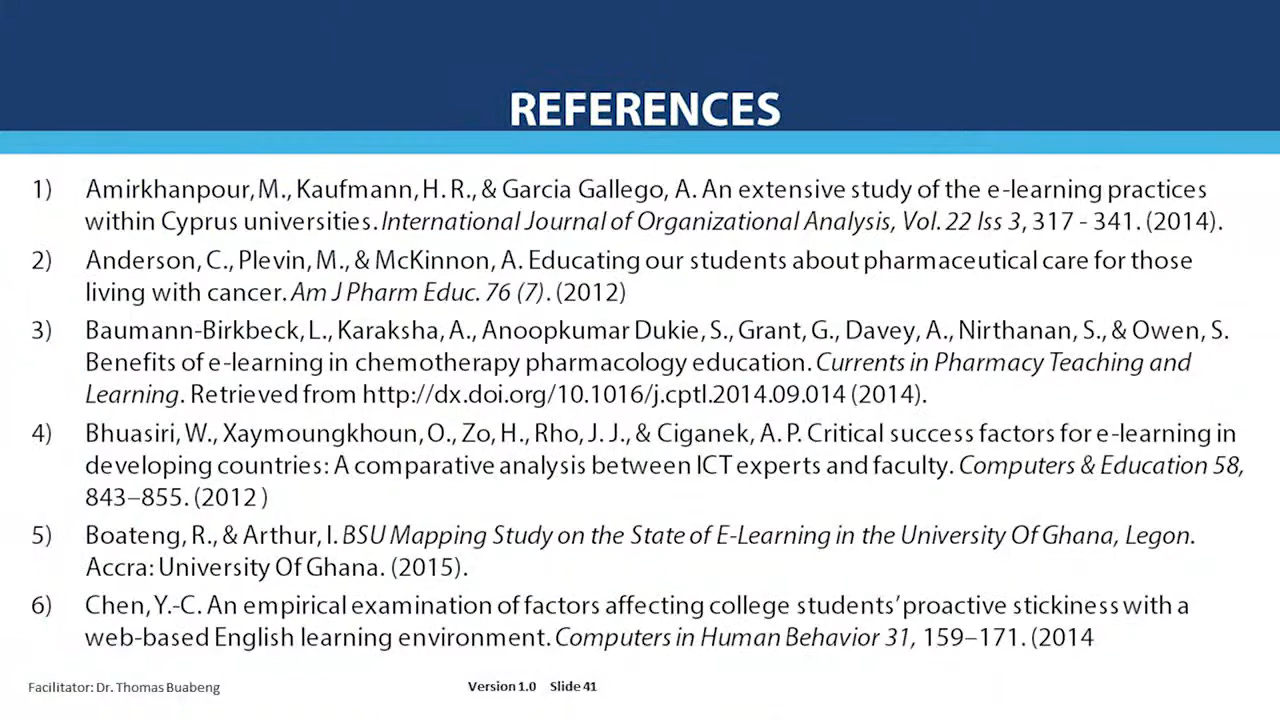 REFERENCES
1) Amirkhanpour, M., Kaufmann, H. R., & Garcia Gallego, A. An extensive study of the e-learning practices
within Cyprus universities. International Journal of Organizational Analysis, Vol. 22 Iss 3, 317 - 341. (2014).
2) Anderson, C., Plevin, M., & McKinnon, A. Educating our students about pharmaceutical care for those
living with cancer. Am J Pharm Educ. 76 (7). (2012)
3) Baumann-Birkbeck, L., Karaksha, A., Anoopkumar Dukie, S., Grant, G., Davey, A., Nirthanan, S., & Owen, S.
Benefits of e-learning in chemotherapy pharmacology education. Currents in Pharmacy Teaching and
Learning. Retrieved from http://dx.doi.org/10.1016/j.cptl.2014.09.014 (2014).
4) Bhuasiri, W., Xaymoungkhoun, O., Zo, H., Rho, J. J., & Ciganek, A. P. Critical success factors for e-learning in
developing countries: A comparative analysis between ICT experts and faculty. Computers & Education 58,
843–855. (2012 )
5) Boateng, R., & Arthur, I. BSU Mapping Study on the State of E-Learning in the University Of Ghana, Legon.
Accra: University Of Ghana. (2015).
6) Chen, Y.-C. An empirical examination of factors affecting college students’ proactive stickiness with a
web-based English learning environment. Computers in Human Behavior 31, 159–171. (2014
Facilitator: Dr. Thomas Buabeng Version 1.0 Slide 41